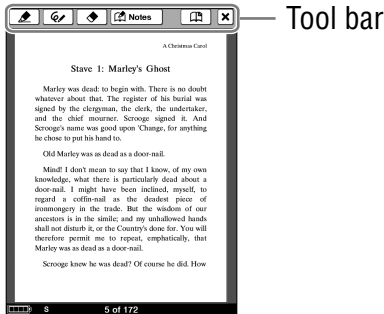 Notes
Tool bar
A Christmas Carol
Stave 1: Marley's Ghost
Marley was dead: to begin with. There is no doubt
whatever about that. The register of his burial was
signed by the clergyman, the clerk, the undertaker,
and the chief mourner. Scrooge signed it. And
Scrooge's name was good upon 'Change, for anything
he chose to put his hand to.
Old Marley was as dead as a door-nail.
Mind! I don't mean to say that I know, of my own
knowledge, what there is particularly dead about a
door-nail. I might have been inclined, myself, to
regard a coffin-nail as the deadest piece of
ironmongery in the trade. But the wisdom of our
ancestors is in the simile; and my unhallowed hands
shall not disturb it, or the Country's done for. You will
therefore permit me to repeat, emphatically, that
Marley was as dead as a door-nail.
Scrooge knew he was dead? Of course he did. How
S
5 of 172